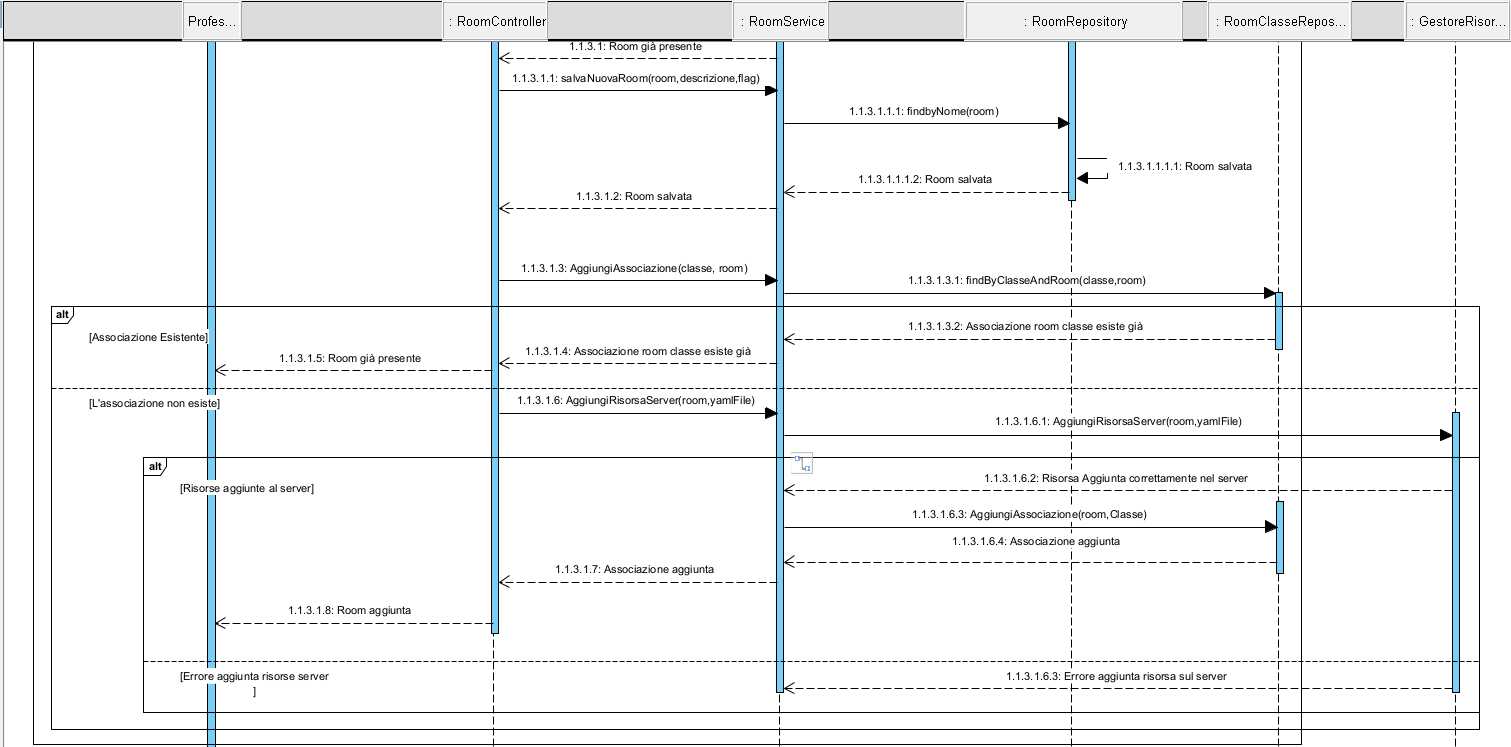 Profes...
: RoomController
: RoomService
: RoomRepository
: RoomClasseRepos...
: GestoreRisor...
1.1.3.1: Room già presente
1.1.3.1.1: salvaNuovaRoom(room,descrizione,flag)
1.1.3.1.1.1: findbyNome(room)
1.1.3.1.1.1.1: Room salvata
1.1.3.1.1.1.2: Room salvata
1.1.3.1.2: Room salvata
1.1.3.1.3: AggiungiAssociazione(classe, room)
1.1.3.1.3.1: findByClasseAndRoom(classe,room)
alt
[Associazione Esistente]
1.1.3.1.3.2: Associazione room classe esiste già
1.1.3.1.4: Associazione room classe esiste già
1.1.3.1.5: Room già presente
[L'associazione non esiste]
1.1.3.1.6: AggiungiRisorsaServer(room,yamlFile)
1.1.3.1.6.1: AggiungiRisorsaServer(room,yamlFile)
alt
[Risorse aggiunte al server]
1.1.3.1.6.2: Risorsa Aggiunta correttamente nel server
1.1.3.1.6.3: AggiungiAssociazione(room,Classe)
1.1.3.1.6.4: Associazione aggiunta
1.1.3.1.7: Associazione aggiunta
1.1.3.1.8: Room aggiunta
[Errore aggiunta risorse server
]
1.1.3.1.6.3: Errore aggiunta risorsa sul server